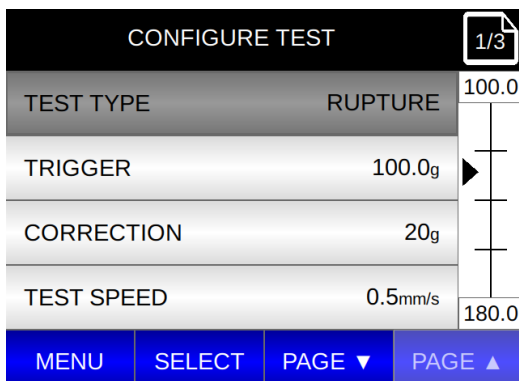 CONFIGURE TEST
1/3
TEST TYPE RUPTURE
100.0
TRIGGER 100.0g
CORRECTION 20g
TEST SPEED 0.5mm/s
180.0
MENU SELECT PAGE ▼ PAGE ▲